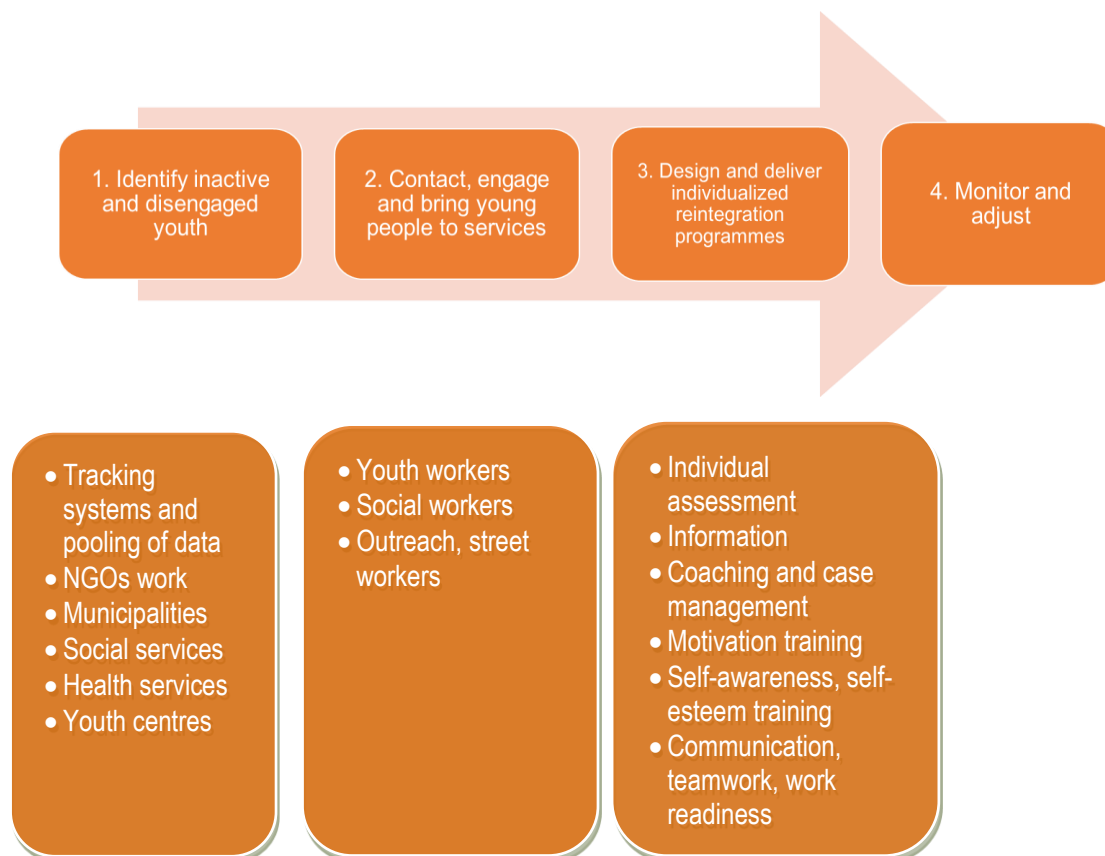 1. Identify inactive
and disengaged
youth
2. Contact, engage
and bring young
people to services
3. Design and deliver
individualized
reintegration
programmes
4. Monitor and
adjust
• Tracking
systems and
pooling of data
• NGOs work
• Municipalities
• Social services
• Health services
• Youth centres
• Youth workers
• Social workers
• Outreach, street
workers
• Individual
assessment
• Information
• Coaching and case
management
• Motivation training
• Self-awareness, self-
esteem training
• Communication,
teamwork, work
readiness